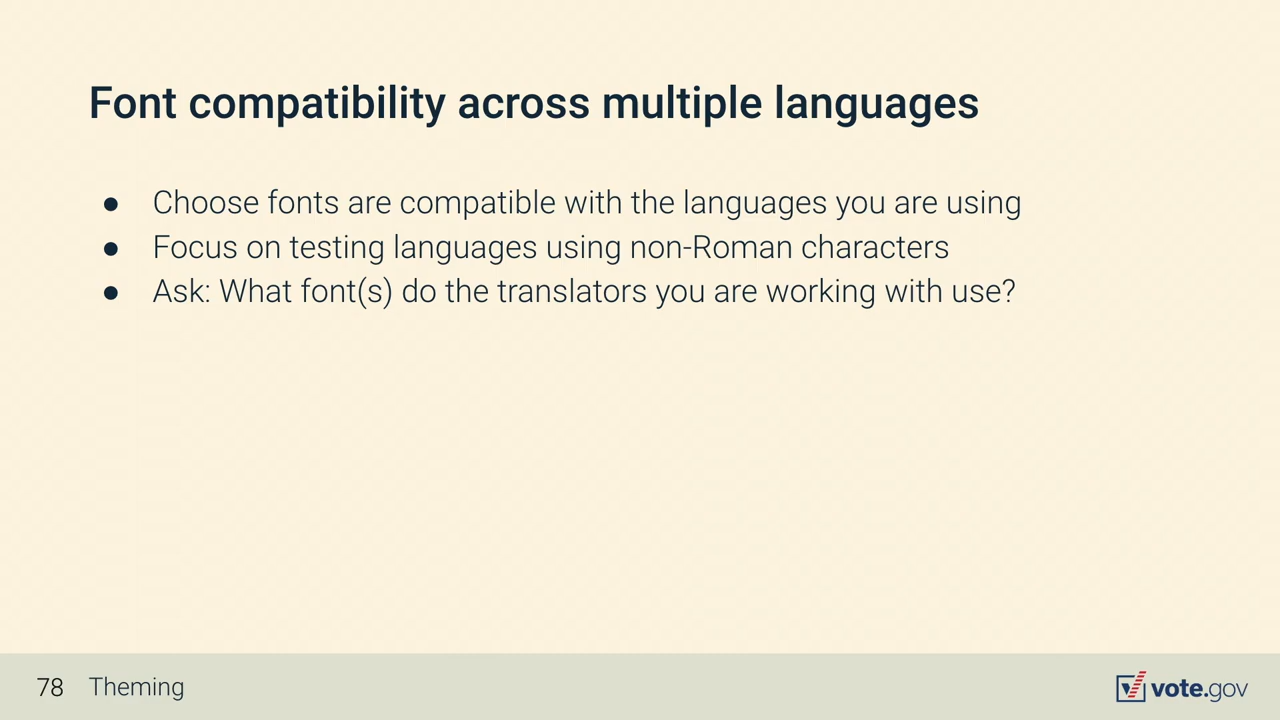 Font compatibility across multiple languages
● Choose fonts are compatible with the languages you are using
● Focus on testing languages using non-Roman characters
● Ask: What font(s) do the translators you are working with use?
78 Theming
vote.gov